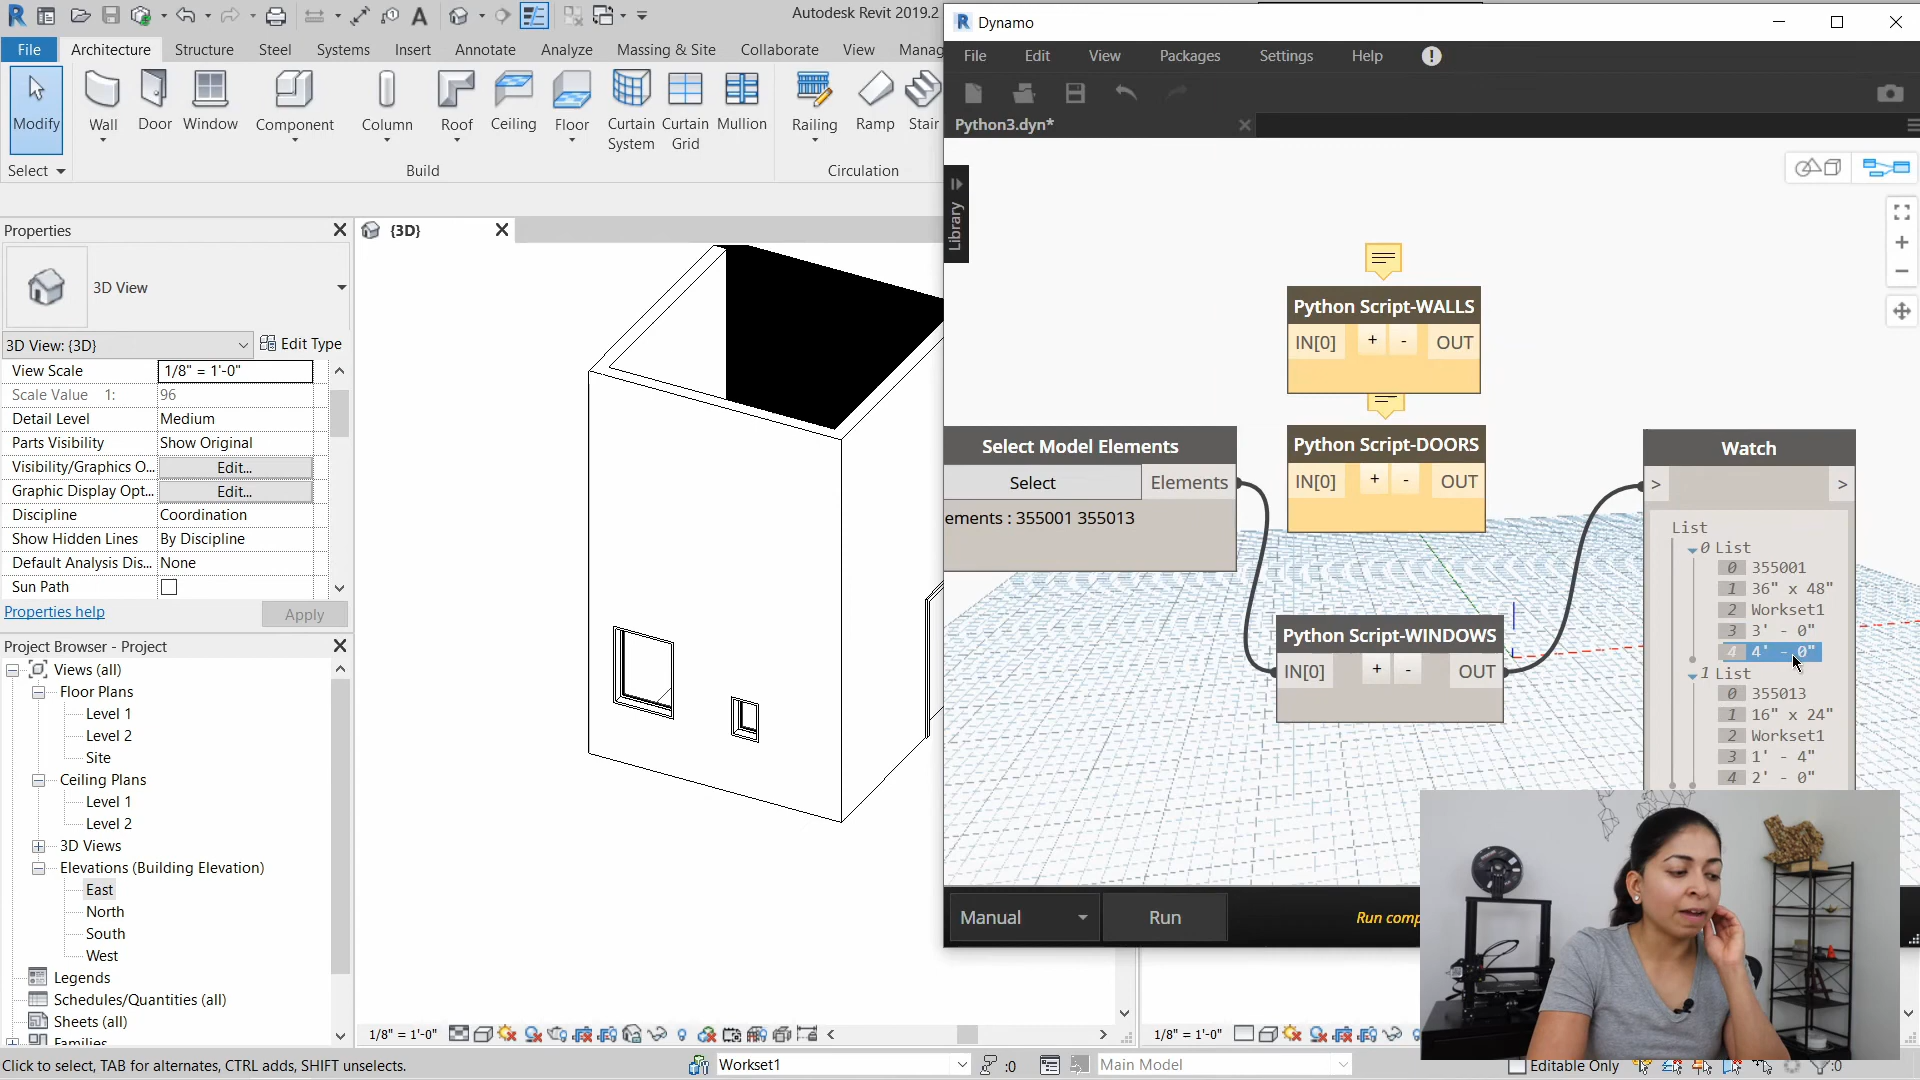 Autodesk Revit 2019.2
File Architecture Structure Steel Systems Insert Annotate Analyze Massing & Site Collaborate View Manag
Modify Wall Door Window Component Column Roof Ceiling Floor Curtain System Curtain Grid Mullion Railing Ramp Stair
Select Build Circulation
Properties
{3D}
3D View
3D View: {3D} Edit Type
View Scale 1/8" = 1'-0"
Scale Value 1: 96
Detail Level Medium
Parts Visibility Show Original
Visibility/Graphics O... Edit...
Graphic Display Opt... Edit...
Discipline Coordination
Show Hidden Lines By Discipline
Default Analysis Dis... None
Sun Path
Properties help Apply
Project Browser - Project
Views (all)
Floor Plans
Level 1
Level 2
Site
Ceiling Plans
Level 1
Level 2
3D Views
Elevations (Building Elevation)
East
North
South
West
Legends
Schedules/Quantities (all)
Sheets (all)
Families
1/8" = 1'-0"
1/8" = 1'-0"
Click to select, TAB for alternates, CTRL adds, SHIFT unselects.
Workset1
:0
Main Model
Editable Only
:0
Dynamo
File Edit View Packages Settings Help
Python3.dyn*
Library
Python Script-WALLS
IN[0] + - OUT
Python Script-DOORS
IN[0] + - OUT
Select Model Elements
Select Elements
ements : 355001 355013
Python Script-WINDOWS
IN[0] + - OUT
Watch
> >
List
0 List
0 355001
1 36" x 48"
2 Workset1
3 3' - 0"
4 4' - 0"
1 List
0 355013
1 16" x 24"
2 Workset1
3 1' - 4"
4 2' - 0"
Manual Run Run comp